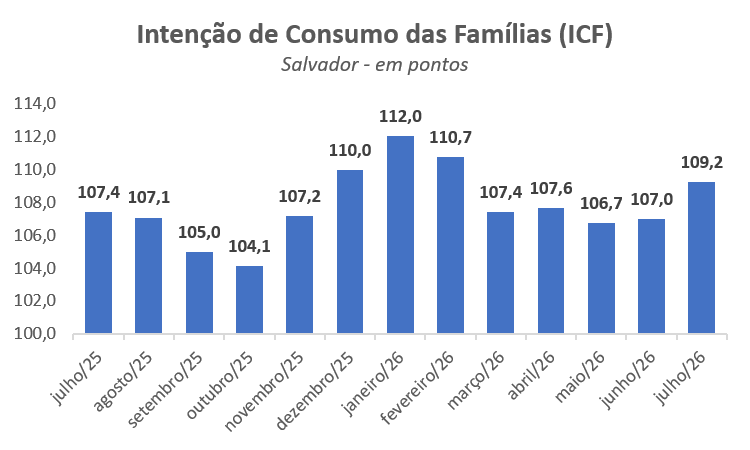 Intenção de Consumo das Famílias (ICF)
Salvador - em pontos
114,0
112,0
110,0
108,0
106,0
104,0
102,0
100,0
107,4
107,1
105,0
104,1
107,2
110,0
112,0
110,7
107,4
107,6
106,7
107,0
109,2
julho/25
agosto/25
setembro/25
outubro/25
novembro/25
dezembro/25
janeiro/26
fevereiro/26
março/26
abril/26
maio/26
junho/26
julho/26